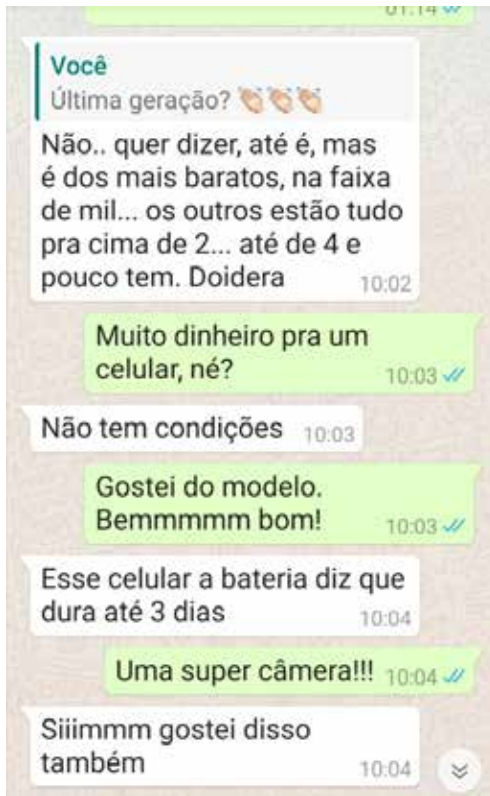 01:14
Você
Última geração? 👏🏻👏🏻👏🏻
Não.. quer dizer, até é, mas
é dos mais baratos, na faixa
de mil... os outros estão tudo
pra cima de 2... até de 4 e
pouco tem. Doidera 10:02
Muito dinheiro pra um
celular, né? 10:03
Não tem condições 10:03
Gostei do modelo.
Bemmmmm bom! 10:03
Esse celular a bateria diz que
dura até 3 dias 10:04
Uma super câmera!!! 10:04
Siiimmm gostei disso
também 10:04